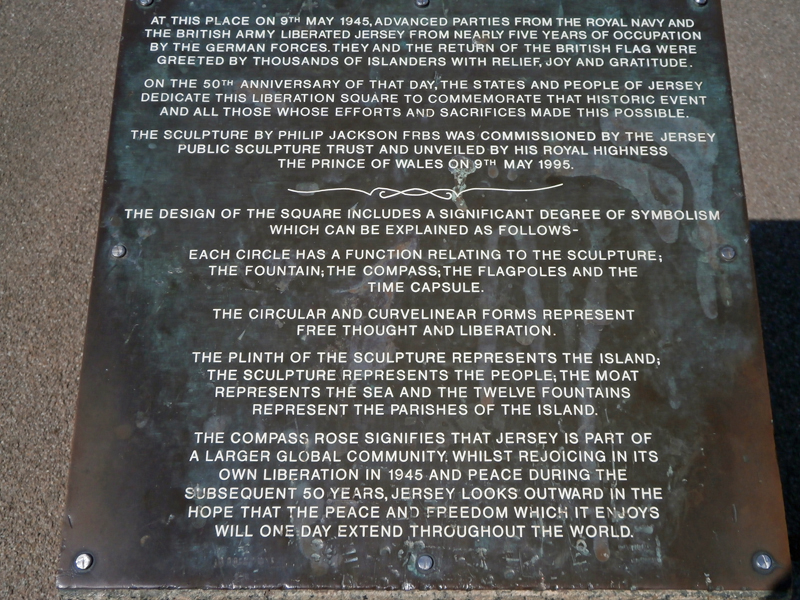 AT THIS PLACE ON 9TH MAY 1945, ADVANCED PARTIES FROM THE ROYAL NAVY AND
THE BRITISH ARMY LIBERATED JERSEY FROM NEARLY FIVE YEARS OF OCCUPATION
BY THE GERMAN FORCES. THEY AND THE RETURN OF THE BRITISH FLAG WERE
GREETED BY THOUSANDS OF ISLANDERS WITH RELIEF, JOY AND GRATITUDE.
ON THE 50TH ANNIVERSARY OF THAT DAY, THE STATES AND PEOPLE OF JERSEY
DEDICATE THIS LIBERATION SQUARE TO COMMEMORATE THAT HISTORIC EVENT
AND ALL THOSE WHOSE EFFORTS AND SACRIFICES MADE THIS POSSIBLE.
THE SCULPTURE BY PHILIP JACKSON FRBS WAS COMMISSIONED BY THE JERSEY
PUBLIC SCULPTURE TRUST AND UNVEILED BY HIS ROYAL HIGHNESS
THE PRINCE OF WALES ON 9TH MAY 1995.
THE DESIGN OF THE SQUARE INCLUDES A SIGNIFICANT DEGREE OF SYMBOLISM
WHICH CAN BE EXPLAINED AS FOLLOWS-
EACH CIRCLE HAS A FUNCTION RELATING TO THE SCULPTURE;
THE FOUNTAIN; THE COMPASS; THE FLAGPOLES AND THE
TIME CAPSULE.
THE CIRCULAR AND CURVELINEAR FORMS REPRESENT
FREE THOUGHT AND LIBERATION.
THE PLINTH OF THE SCULPTURE REPRESENTS THE ISLAND;
THE SCULPTURE REPRESENTS THE PEOPLE; THE MOAT
REPRESENTS THE SEA AND THE TWELVE FOUNTAINS
REPRESENT THE PARISHES OF THE ISLAND.
THE COMPASS ROSE SIGNIFIES THAT JERSEY IS PART OF
A LARGER GLOBAL COMMUNITY, WHILST REJOICING IN ITS
OWN LIBERATION IN 1945 AND PEACE DURING THE
SUBSEQUENT 50 YEARS, JERSEY LOOKS OUTWARD IN THE
HOPE THAT THE PEACE AND FREEDOM WHICH IT ENJOYS
WILL ONE DAY EXTEND THROUGHOUT THE WORLD.